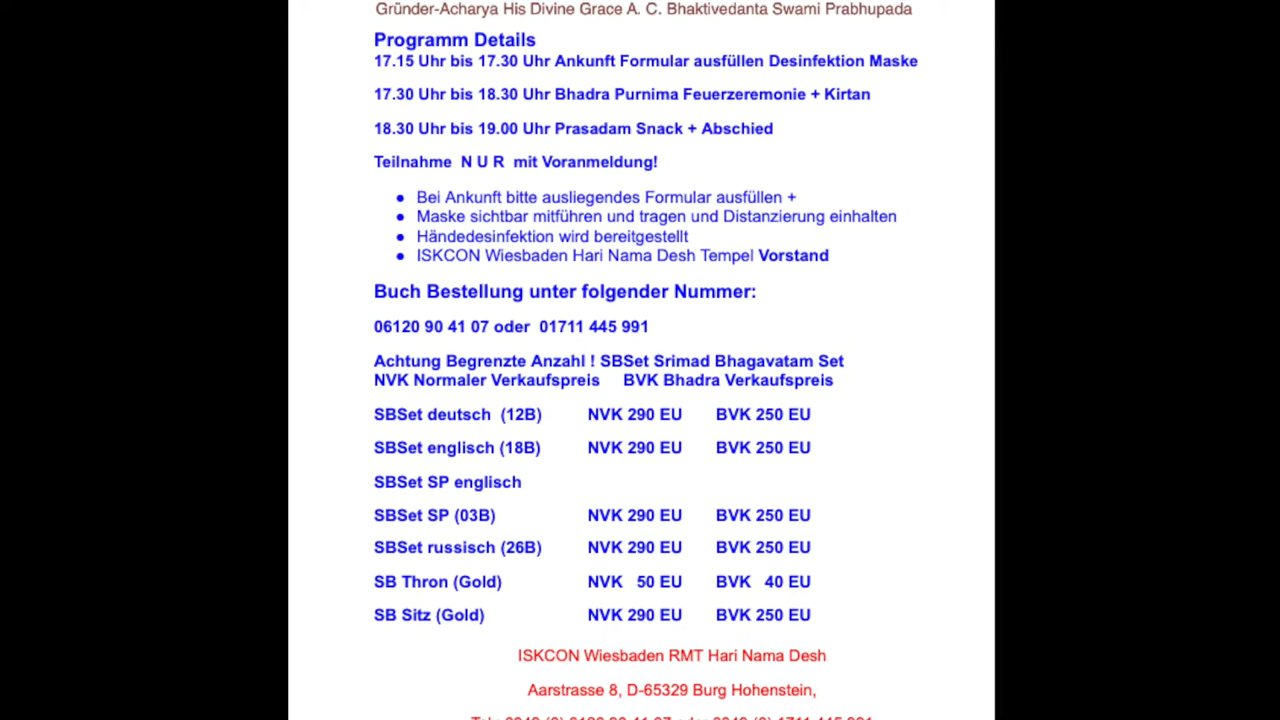 Gründer-Acharya His Divine Grace A. C. Bhaktivedanta Swami Prabhupada
Programm Details
17.15 Uhr bis 17.30 Uhr Ankunft Formular ausfüllen Desinfektion Maske
17.30 Uhr bis 18.30 Uhr Bhadra Purnima Feuerzeremonie + Kirtan
18.30 Uhr bis 19.00 Uhr Prasadam Snack + Abschied
Teilnahme N U R mit Voranmeldung!
● Bei Ankunft bitte ausliegendes Formular ausfüllen +
● Maske sichtbar mitführen und tragen und Distanzierung einhalten
● Händedesinfektion wird bereitgestellt
● ISKCON Wiesbaden Hari Nama Desh Tempel Vorstand
Buch Bestellung unter folgender Nummer:
06120 90 41 07 oder 01711 445 991
Achtung Begrenzte Anzahl ! SBSet Srimad Bhagavatam Set
NVK Normaler Verkaufspreis BVK Bhadra Verkaufspreis
SBSet deutsch (12B) NVK 290 EU BVK 250 EU
SBSet englisch (18B) NVK 290 EU BVK 250 EU
SBSet SP englisch
SBSet SP (03B) NVK 290 EU BVK 250 EU
SBSet russisch (26B) NVK 290 EU BVK 250 EU
SB Thron (Gold) NVK 50 EU BVK 40 EU
SB Sitz (Gold) NVK 290 EU BVK 250 EU
ISKCON Wiesbaden RMT Hari Nama Desh
Aarstrasse 8, D-65329 Burg Hohenstein,